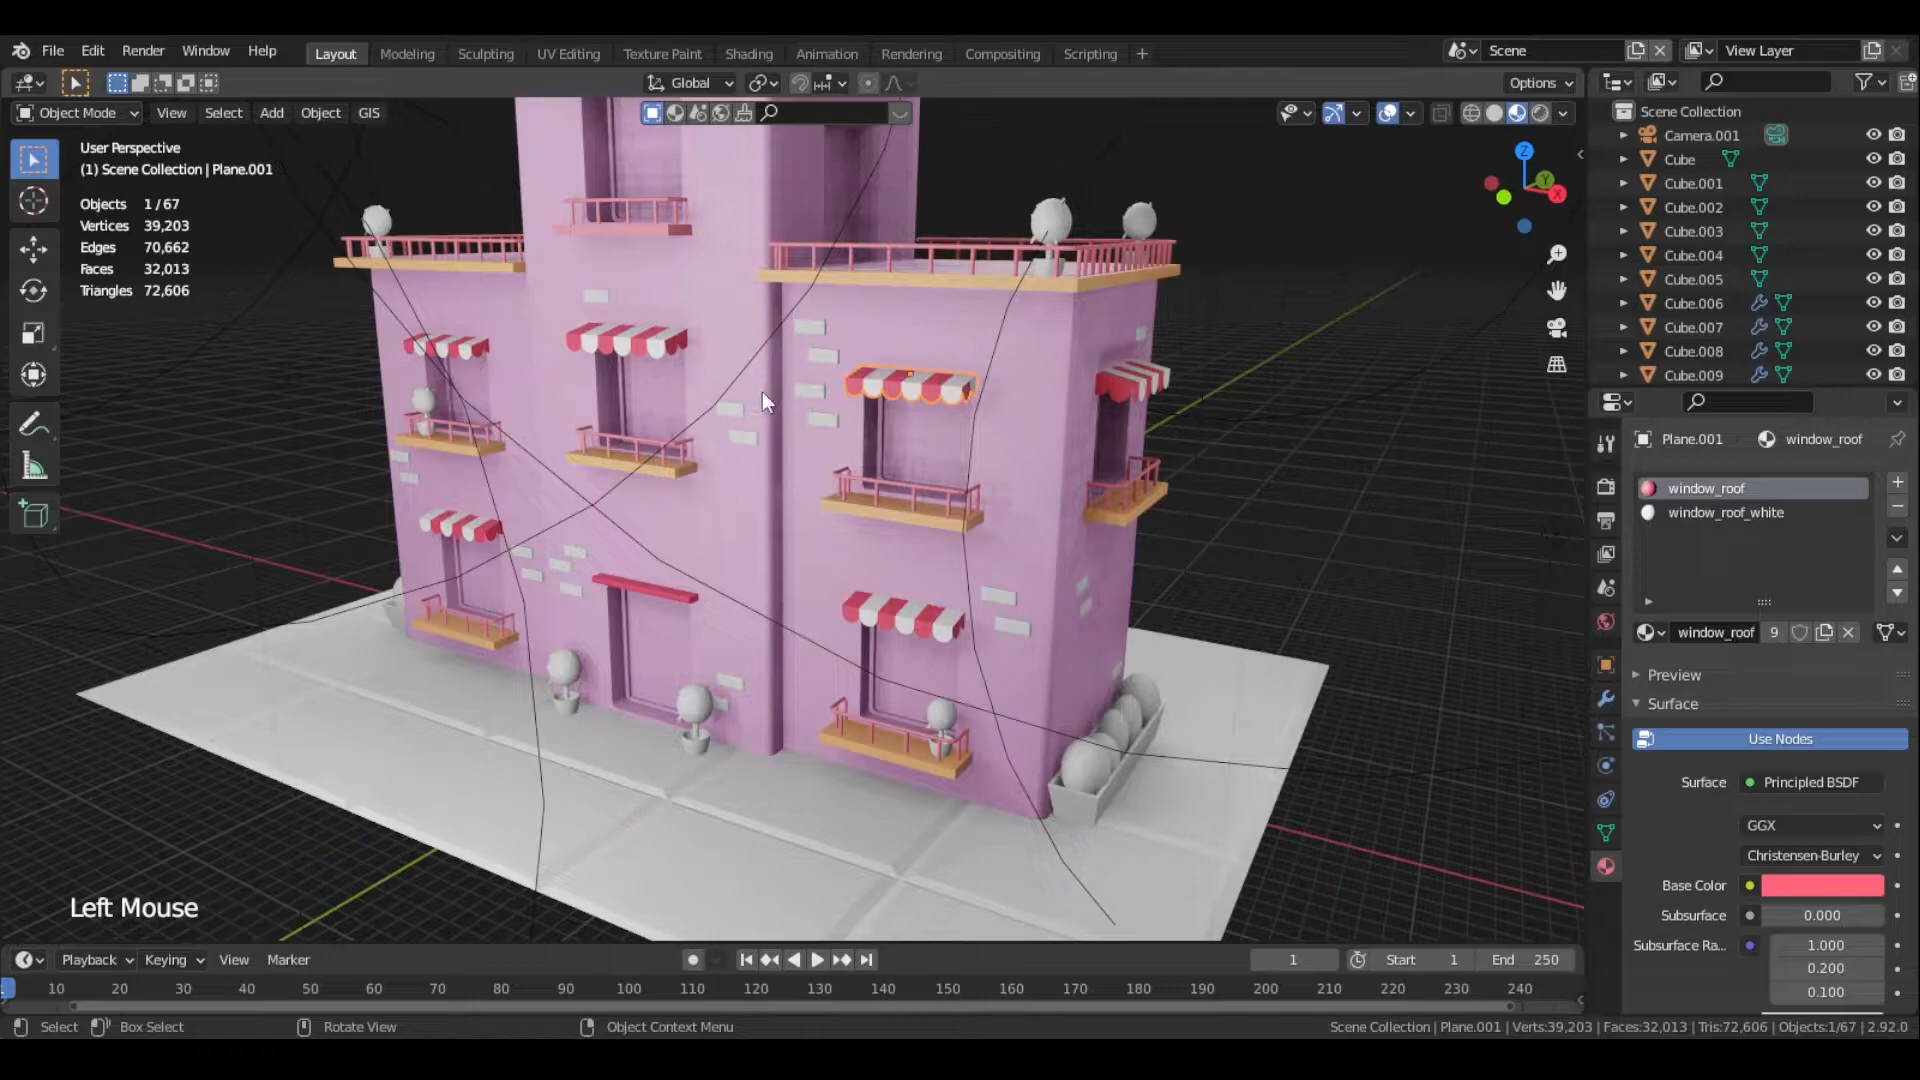 File Edit Render Window Help Layout Modeling Sculpting UV Editing Texture Paint Shading Animation Rendering Compositing Scripting + Scene View Layer
Global Options
Object Mode View Select Add Object GIS
User Perspective
(1) Scene Collection | Plane.001
Objects 1 / 67
Vertices 39,203
Edges 70,662
Faces 32,013
Triangles 72,606
Z
Y
X
Scene Collection
Camera.001
Cube
Cube.001
Cube.002
Cube.003
Cube.004
Cube.005
Cube.006
Cube.007
Cube.008
Cube.009
Plane.001 window_roof
window_roof
window_roof_white
window_roof 9
Preview
Surface
Use Nodes
Surface Principled BSDF
GGX
Christensen-Burley
Base Color
Subsurface 0.000
Subsurface Ra... 1.000
0.200
0.100
Left Mouse
Playback Keying View Marker 1 Start 1 End 250
10 20 30 40 50 60 70 80 90 100 110 120 130 140 150 160 170 180 190 200 210 220 230 240
Select Box Select Rotate View Object Context Menu Scene Collection | Plane.001 | Verts:39,203 | Faces:32,013 | Tris:72,606 | Objects:1/67 | 2.92.0